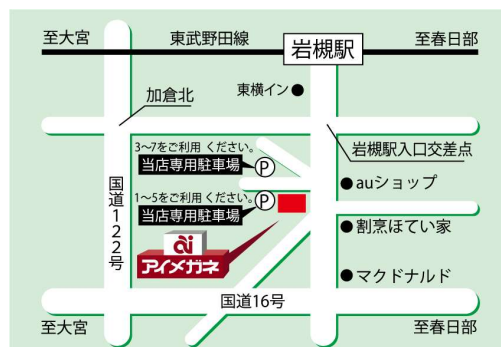 至大宮
東武野田線
岩槻駅
至春日部
加倉北
東横イン
3~7をご利用 ください。
当店専用駐車場
P
岩槻駅入口交差点
auショップ
1~5をご利用 ください。
当店専用駐車場
P
国道122号
割烹ほてい家
ai
アイメガネ
マクドナルド
国道16号
至大宮
至春日部